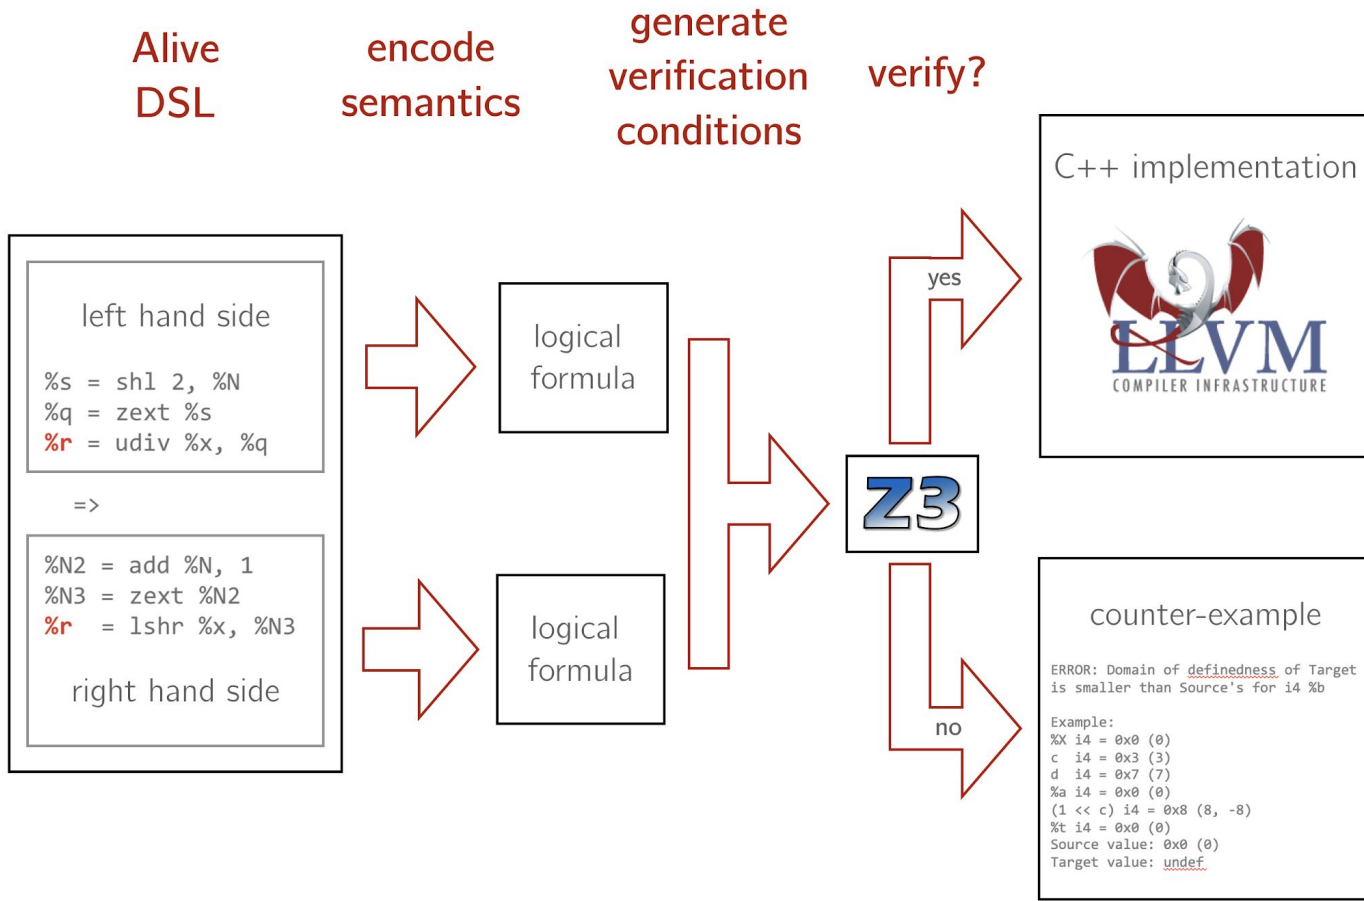 Alive
DSL
encode
semantics
generate
verification
conditions
verify?
left hand side
%s = shl 2, %N
%q = zext %s
%r = udiv %x, %q
=>
%N2 = add %N, 1
%N3 = zext %N2
%r  = lshr %x, %N3
right hand side
logical
formula
logical
formula
Z3
yes
no
C++ implementation
LLVM
COMPILER INFRASTRUCTURE
counter-example
ERROR: Domain of definedness of Target
is smaller than Source's for i4 %b
Example:
%X i4 = 0x0 (0)
c  i4 = 0x3 (3)
d  i4 = 0x7 (7)
%a i4 = 0x0 (0)
(1 << c) i4 = 0x8 (8, -8)
%t i4 = 0x0 (0)
Source value: 0x0 (0)
Target value: undef